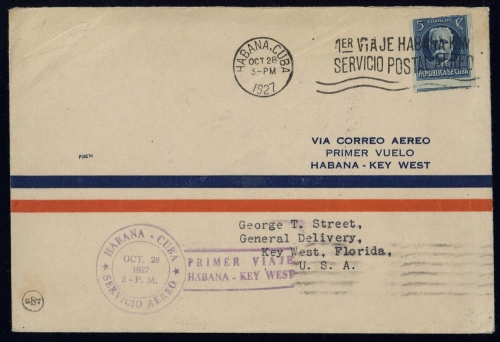 HABANA, CUBA
OCT 28
3-PM
1927
1ER VIAJE HABANA-K.W.
SERVICIO POSTAL AEREO
5 CORREOS ¢
REPUBLICA DE CUBA
VIA CORREO AEREO
PRIMER VUELO
HABANA - KEY WEST
George T. Street,
General Delivery,
Key West, Florida,
U. S. A.
HABANA - CUBA
OCT. 28
1927
3 - P. M.
SERVICIO AEREO
PRIMER VIAJE
HABANA - KEY WEST